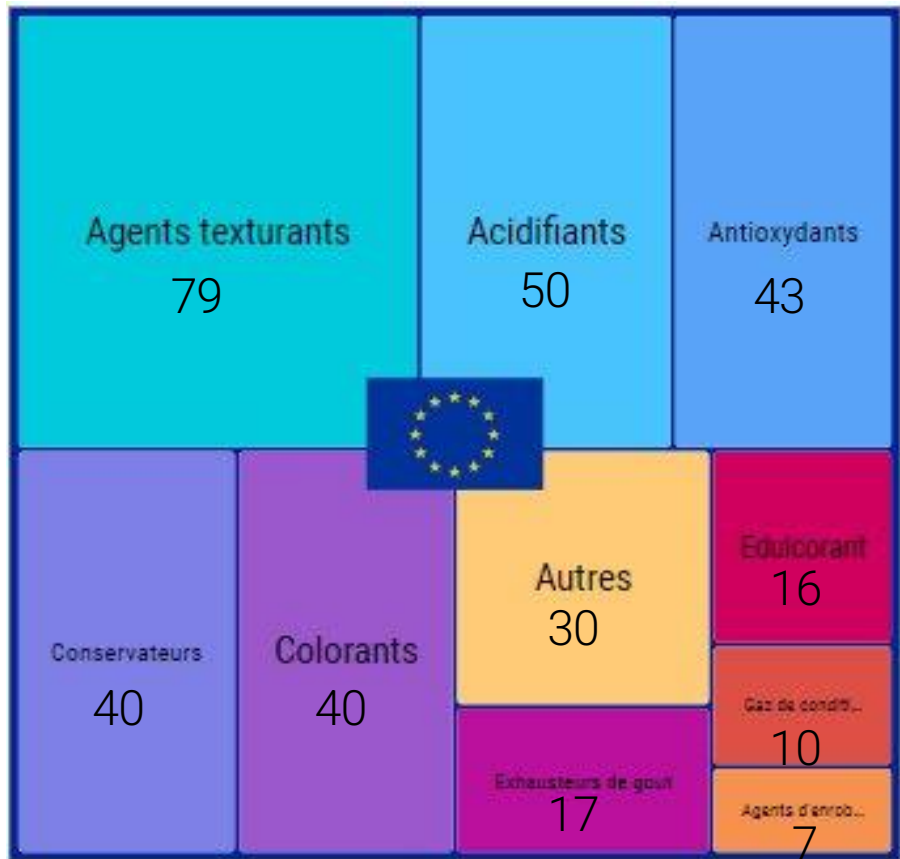 Agents texturants
79
Acidifiants
50
Antioxydants
43
Conservateurs
40
Colorants
40
Autres
30
Exhausteurs de gout
17
Edulcorant
16
Gaz de conditi...
10
Agents d'enrob...
7